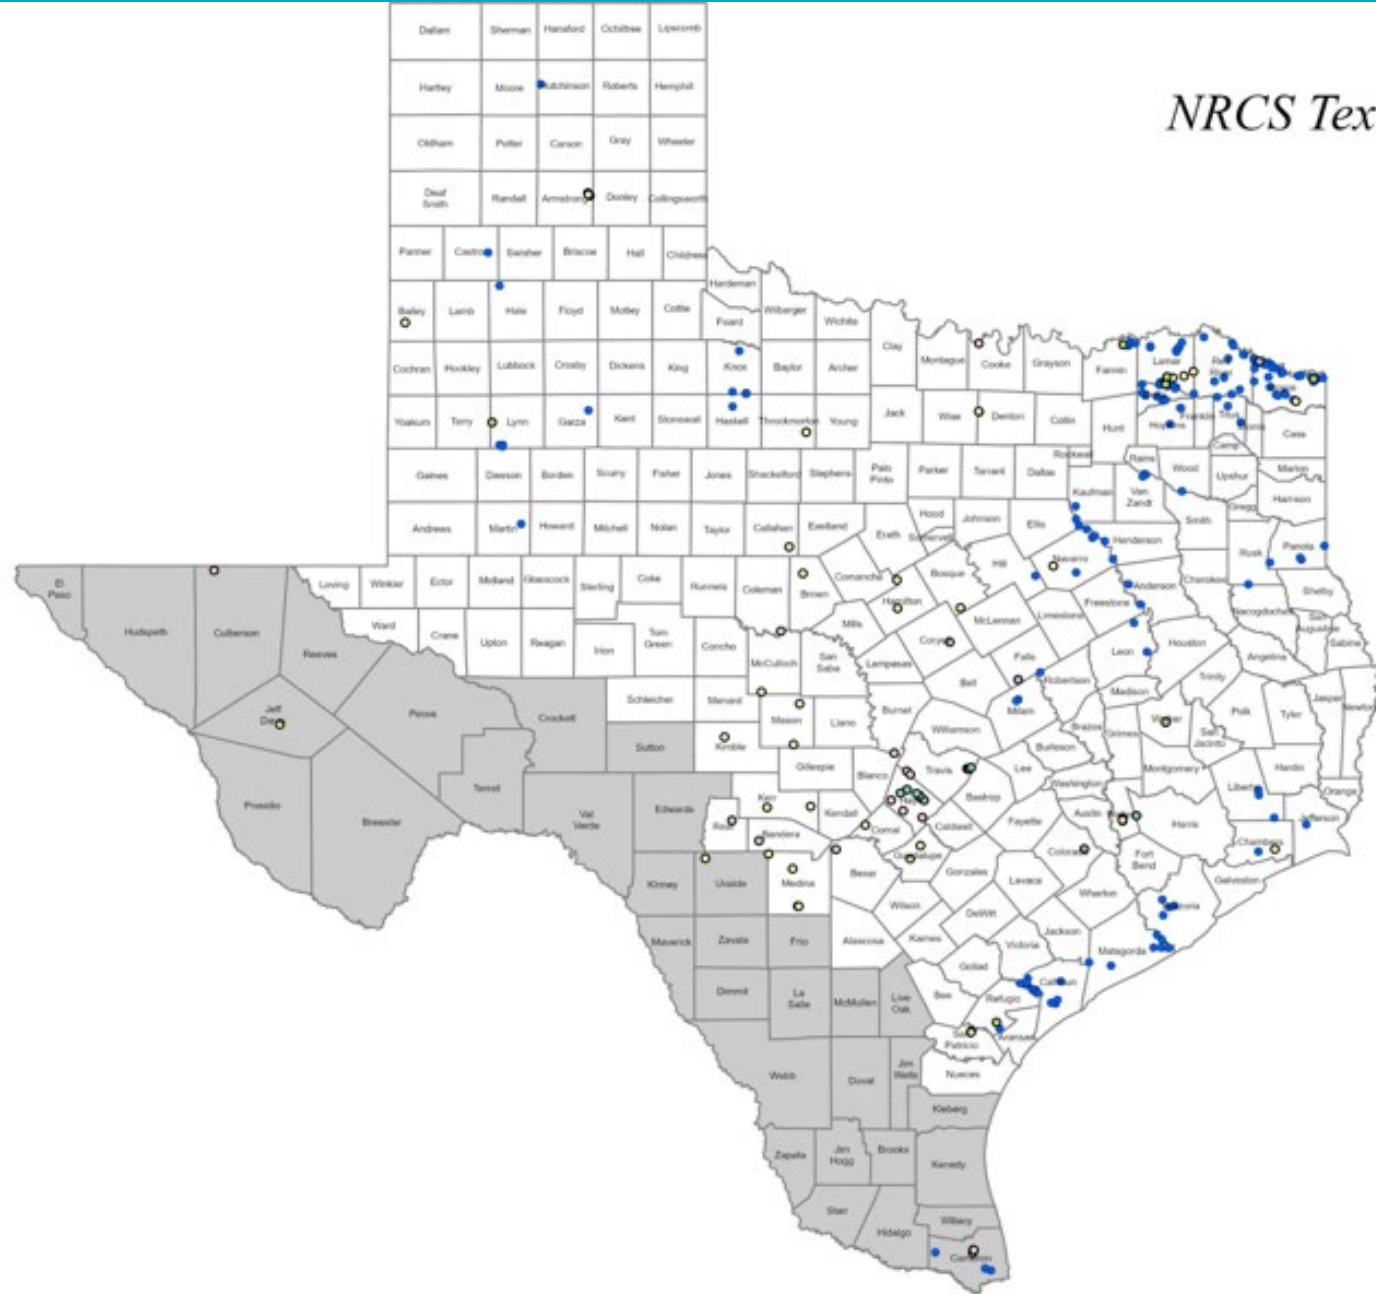 NRCS Tex
Dallam Sherman Hansford Ochiltree Lipscomb
Hartley Moore Hutchinson Roberts Hemphill
Oldham Potter Carson Gray Wheeler
Deaf Smith Randall Armstrong Donley Collingsworth
Parmer Castro Swisher Briscoe Hall Childress
Hardeman
Bailey Lamb Hale Floyd Motley Cottle Foard Wilbarger Wichita
Clay Montague Cooke Grayson Fannin Lamar Red River
Cochran Hockley Lubbock Crosby Dickens King Knox Baylor Archer
Yoakum Terry Lynn Garza Kent Stonewall Haskell Throckmorton Young
Jack Wise Denton Collin Hunt Hopkins Franklin Titus Cass
Rockwall Rains Wood Camp Upshur Marion
Gaines Dawson Borden Scurry Fisher Jones Shackelford Stephens Palo Pinto Parker Tarrant Dallas
Kaufman Van Zandt Smith Gregg Harrison
Andrews Martin Howard Mitchell Nolan Taylor Callahan Eastland Erath Hood Somervell Johnson Ellis
Henderson Rusk Panola
El Paso Hudspeth Culberson Reeves
Loving Winkler Ector Midland Glasscock Sterling Coke Runnels Coleman Brown Comanche Hamilton Bosque Hill Navarro
Anderson Cherokee Nacogdoches Shelby
Ward Crane Upton Reagan Irion Tom Green Concho McCulloch San Saba Mills Lampasas Coryell McLennan Limestone Freestone
Falls Leon Houston Angelina San Augustine Sabine
Jeff Davis Pecos Crockett Schleicher Menard Mason Llano Burnet Bell Milam Robertson Madison Trinity Polk Tyler Jasper Newton
Sutton Kimble Gillespie Blanco Williamson Burleson Brazos Grimes Walker San Jacinto
Presidio Brewster Terrell Val Verde Edwards
Kerr Kendall Travis Lee Bastrop Washington Montgomery Liberty Hardin Orange
Real Bandera Comal Hays Caldwell Fayette Austin Harris Jefferson
Chambers
Kinney Uvalde Medina Bexar Guadalupe Gonzales Lavaca Colorado Wharton Fort Bend Galveston
Wilson DeWitt Brazoria
Maverick Zavala Frio Atascosa Karnes Victoria Jackson Matagorda
Goliad Calhoun
Dimmit La Salle McMullen Live Oak Bee Refugio
San Patricio Aransas
Webb Duval Jim Wells Nueces
Kleberg
Zapata Jim Hogg Brooks Kenedy
Starr Hidalgo Willacy
Cameron